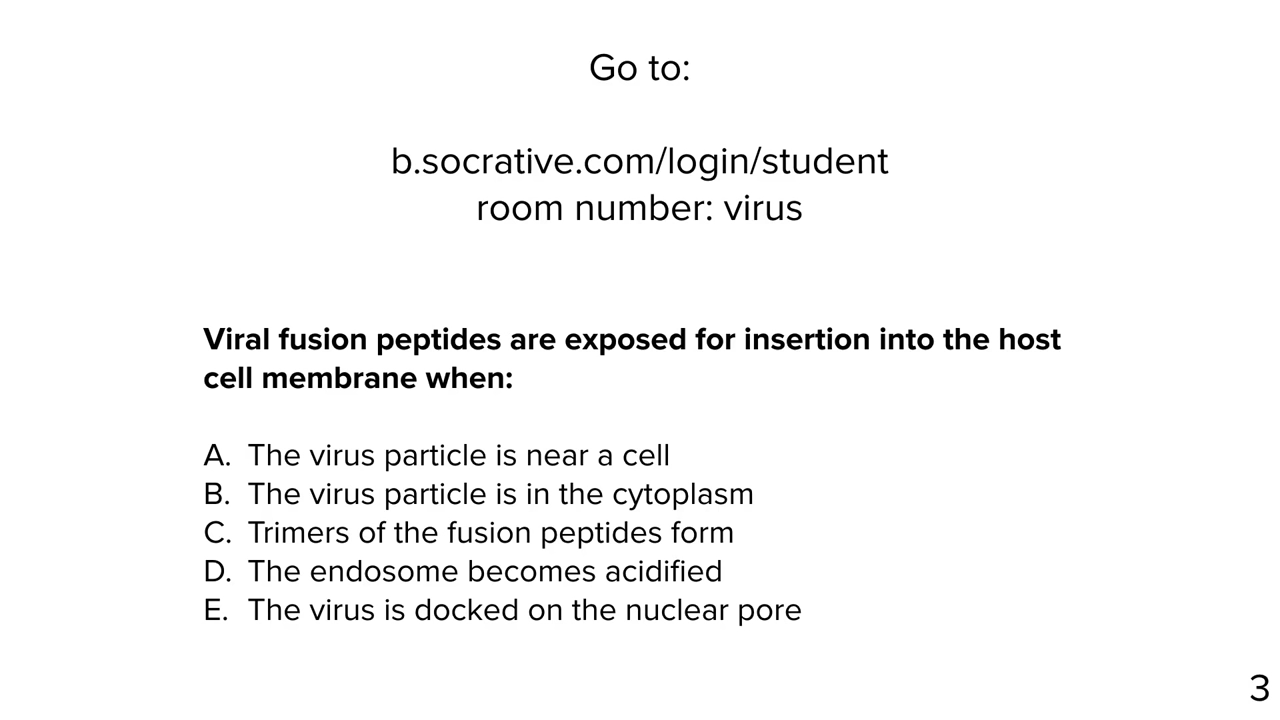 Go to:
b.socrative.com/login/student
room number: virus
Viral fusion peptides are exposed for insertion into the host
cell membrane when:
A. The virus particle is near a cell
B. The virus particle is in the cytoplasm
C. Trimers of the fusion peptides form
D. The endosome becomes acidified
E. The virus is docked on the nuclear pore
3